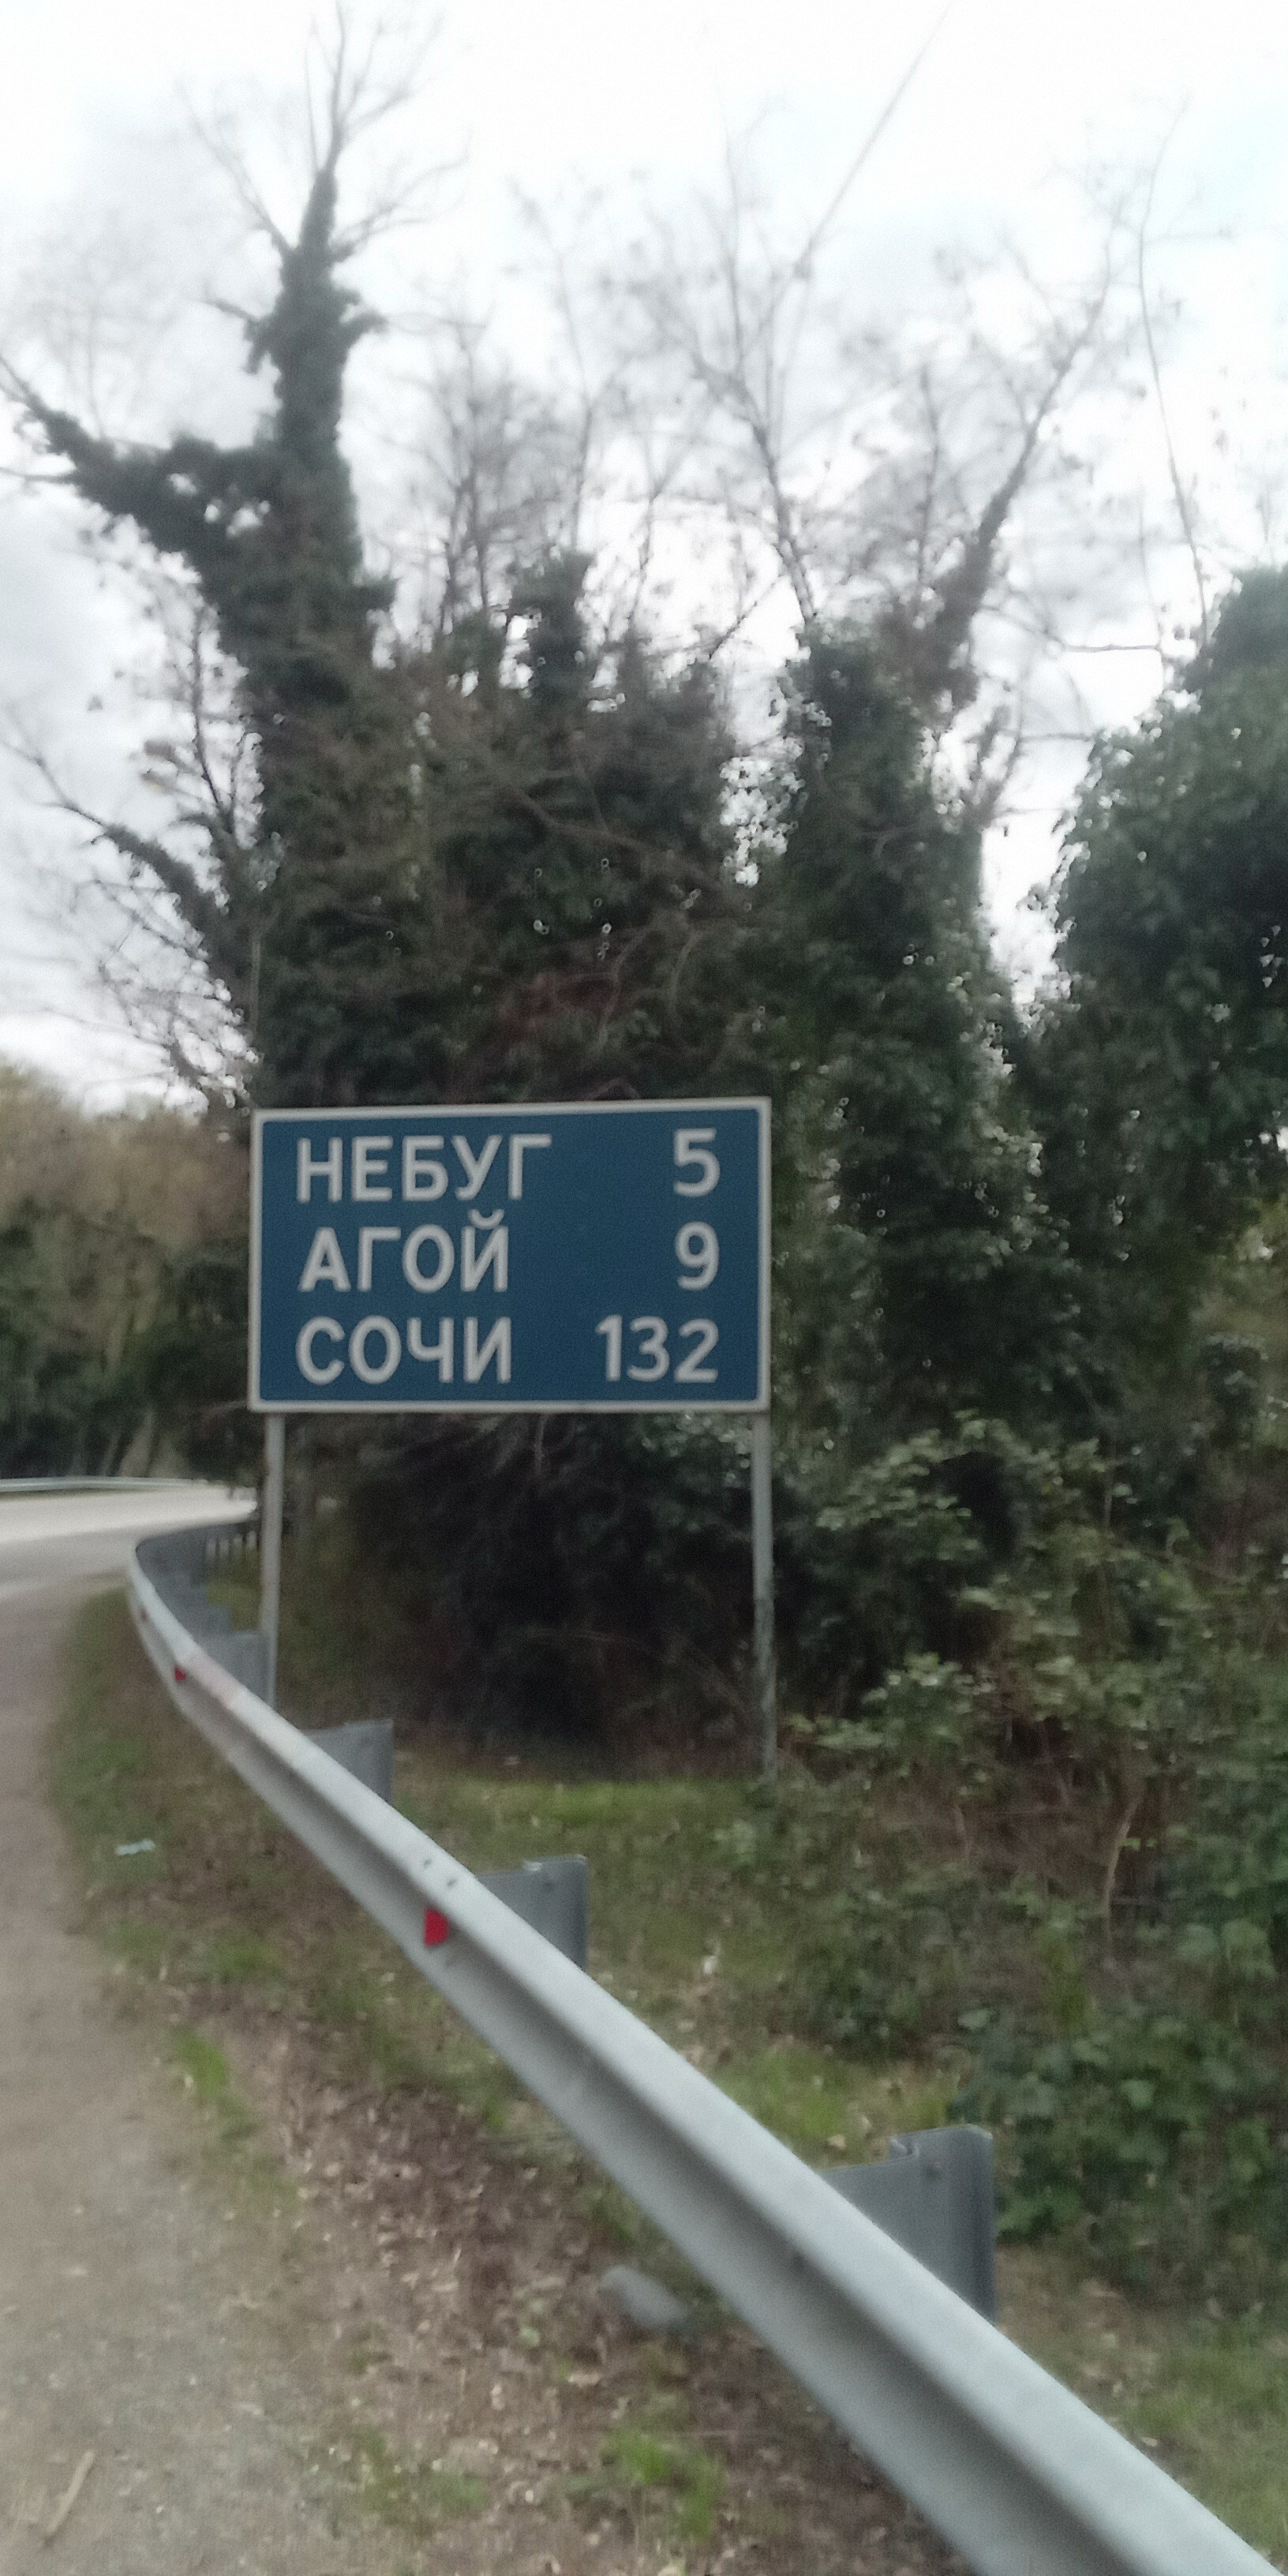 НЕБУГ 5
АГОЙ 9
СОЧИ 132